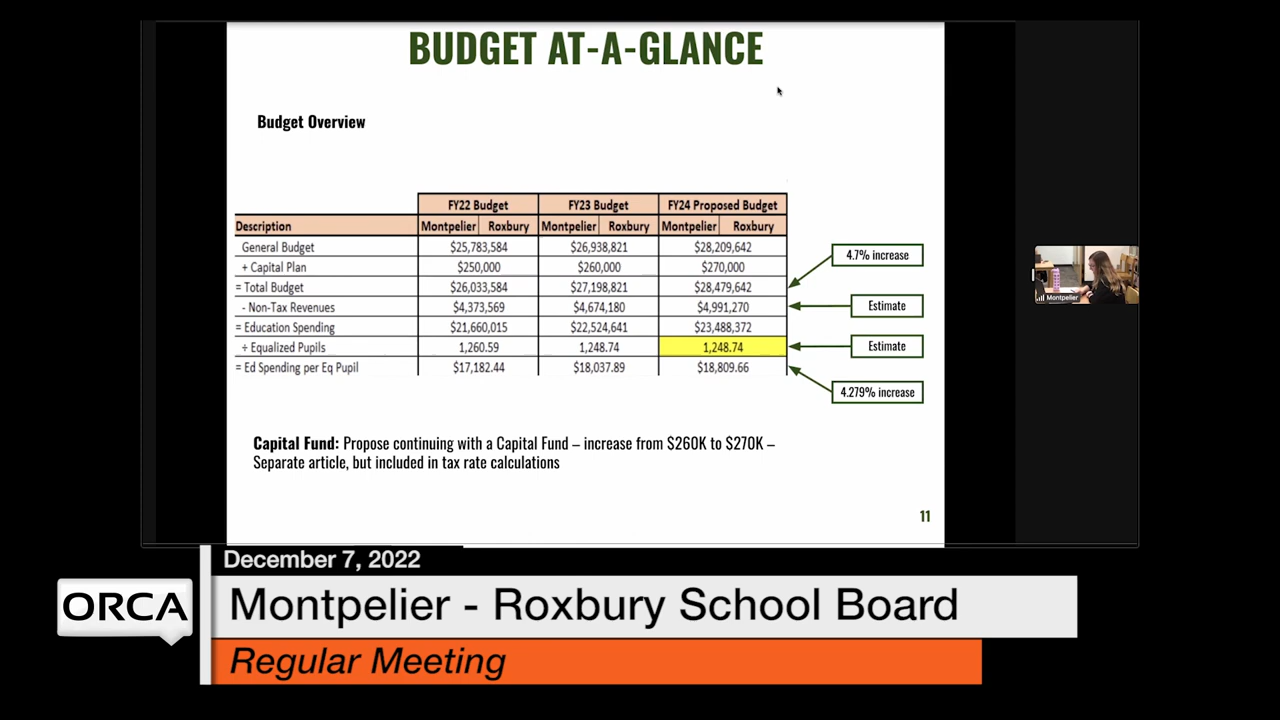 BUDGET AT-A-GLANCE
Budget Overview
FY22 Budget FY23 Budget FY24 Proposed Budget
Description Montpelier Roxbury Montpelier Roxbury Montpelier Roxbury
General Budget $25,783,584 $26,938,821 $28,209,642
+ Capital Plan $250,000 $260,000 $270,000
= Total Budget $26,033,584 $27,198,821 $28,479,642
- Non-Tax Revenues $4,373,569 $4,674,180 $4,991,270
= Education Spending $21,660,015 $22,524,641 $23,488,372
÷ Equalized Pupils 1,260.59 1,248.74 1,248.74
= Ed Spending per Eq Pupil $17,182.44 $18,037.89 $18,809.66
4.7% increase
Estimate
Estimate
4.279% increase
Capital Fund: Propose continuing with a Capital Fund – increase from $260K to $270K –
Separate article, but included in tax rate calculations
11
Montpelier
December 7, 2022
ORCA
Montpelier - Roxbury School Board
Regular Meeting